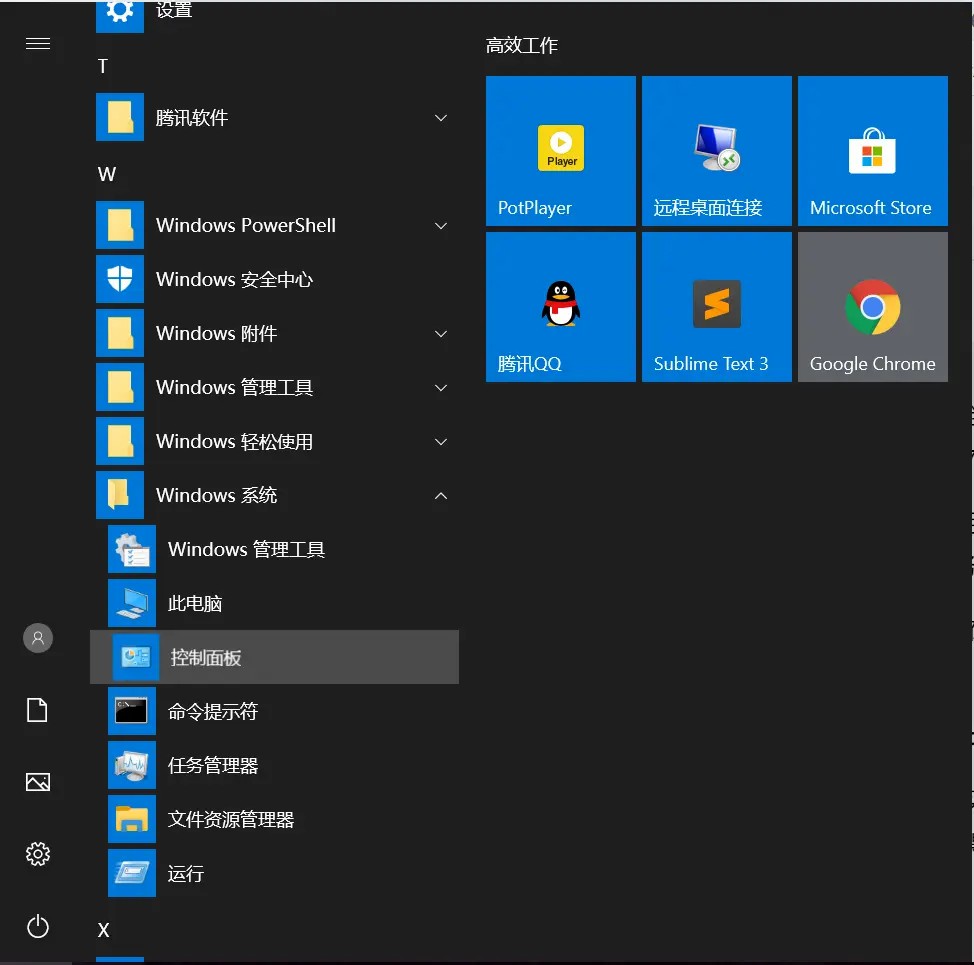 设置
T
腾讯软件
W
Windows PowerShell
Windows 安全中心
Windows 附件
Windows 管理工具
Windows 轻松使用
Windows 系统
Windows 管理工具
此电脑
控制面板
命令提示符
任务管理器
文件资源管理器
运行
X
高效工作
Player
PotPlayer
远程桌面连接
Microsoft Store
腾讯QQ
Sublime Text 3
Google Chrome